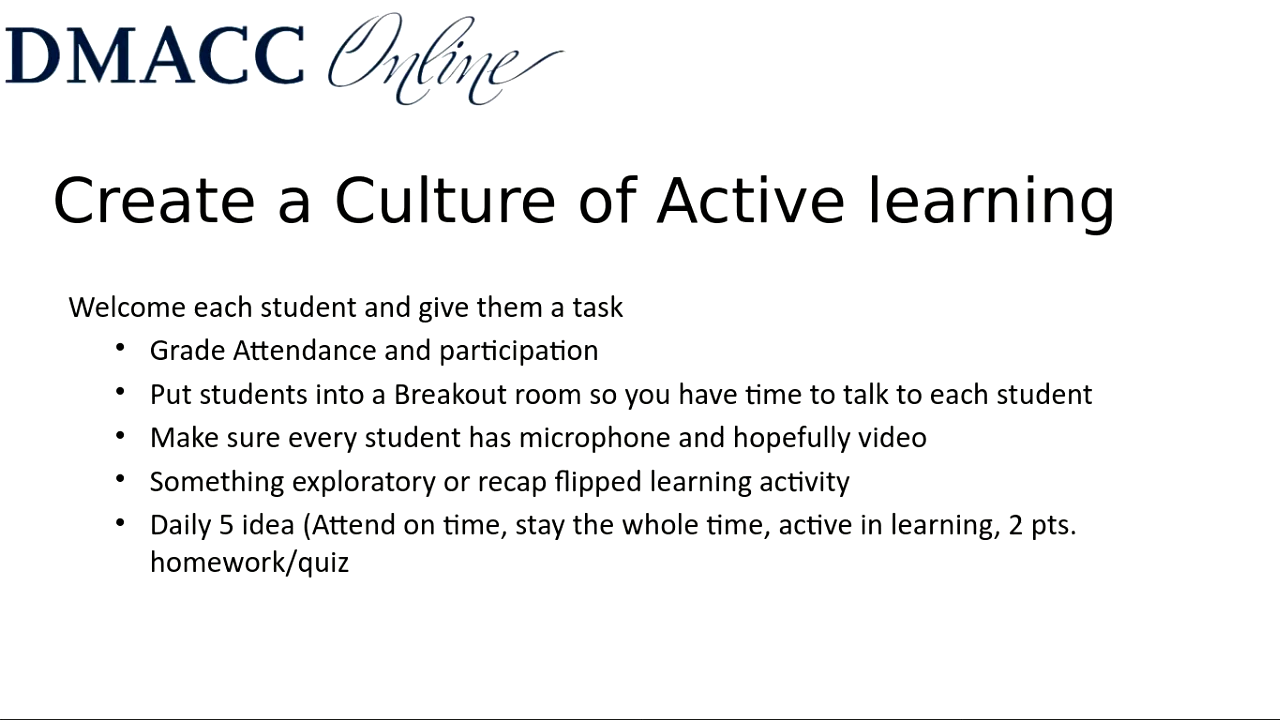 DMACC Online
Create a Culture of Active learning
Welcome each student and give them a task
• Grade Attendance and participation
• Put students into a Breakout room so you have time to talk to each student
• Make sure every student has microphone and hopefully video
• Something exploratory or recap flipped learning activity
• Daily 5 idea (Attend on time, stay the whole time, active in learning, 2 pts.
homework/quiz